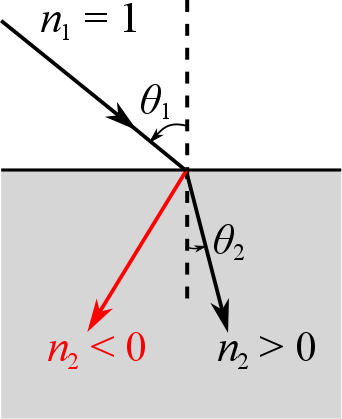 n₁ = 1
θ₁
θ₂
n₂ < 0
n₂ > 0